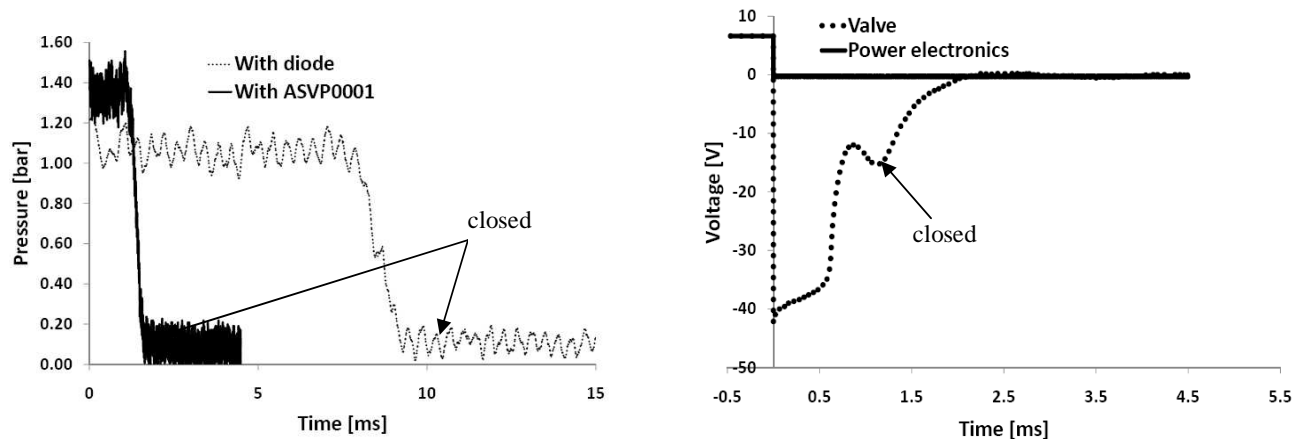 1.60
1.40
1.20
1.00
0.80
0.60
0.40
0.20
0.00
Pressure [bar]
With diode
With ASVP0001
closed
0
5
10
15
Time [ms]
10
0
-10
-20
-30
-40
-50
Voltage [V]
Valve
Power electronics
closed
-0.5
0.5
1.5
2.5
3.5
4.5
5.5
Time [ms]